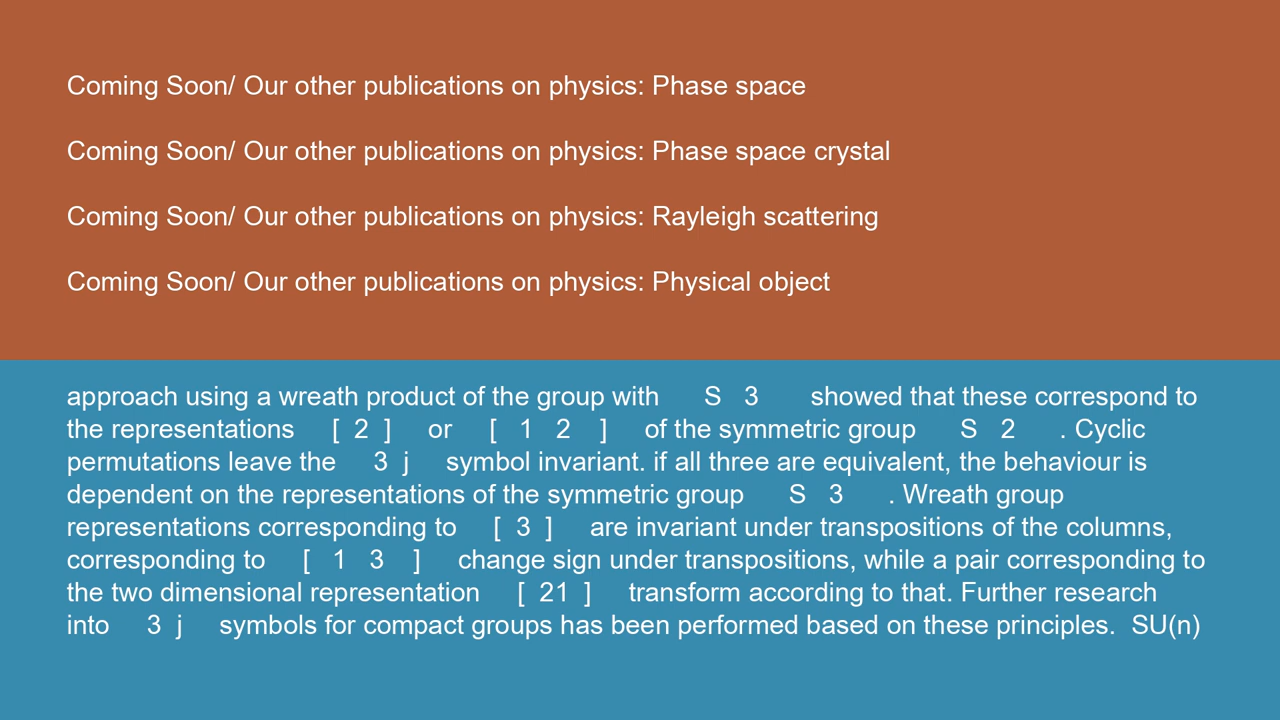 Coming Soon/ Our other publications on physics: Phase space
Coming Soon/ Our other publications on physics: Phase space crystal
Coming Soon/ Our other publications on physics: Rayleigh scattering
Coming Soon/ Our other publications on physics: Physical object
approach using a wreath product of the group with S 3 showed that these correspond to
the representations [ 2 ] or [ 1 2 ] of the symmetric group S 2 . Cyclic
permutations leave the 3 j symbol invariant. if all three are equivalent, the behaviour is
dependent on the representations of the symmetric group S 3 . Wreath group
representations corresponding to [ 3 ] are invariant under transpositions of the columns,
corresponding to [ 1 3 ] change sign under transpositions, while a pair corresponding to
the two dimensional representation [ 21 ] transform according to that. Further research
into 3 j symbols for compact groups has been performed based on these principles. SU(n)